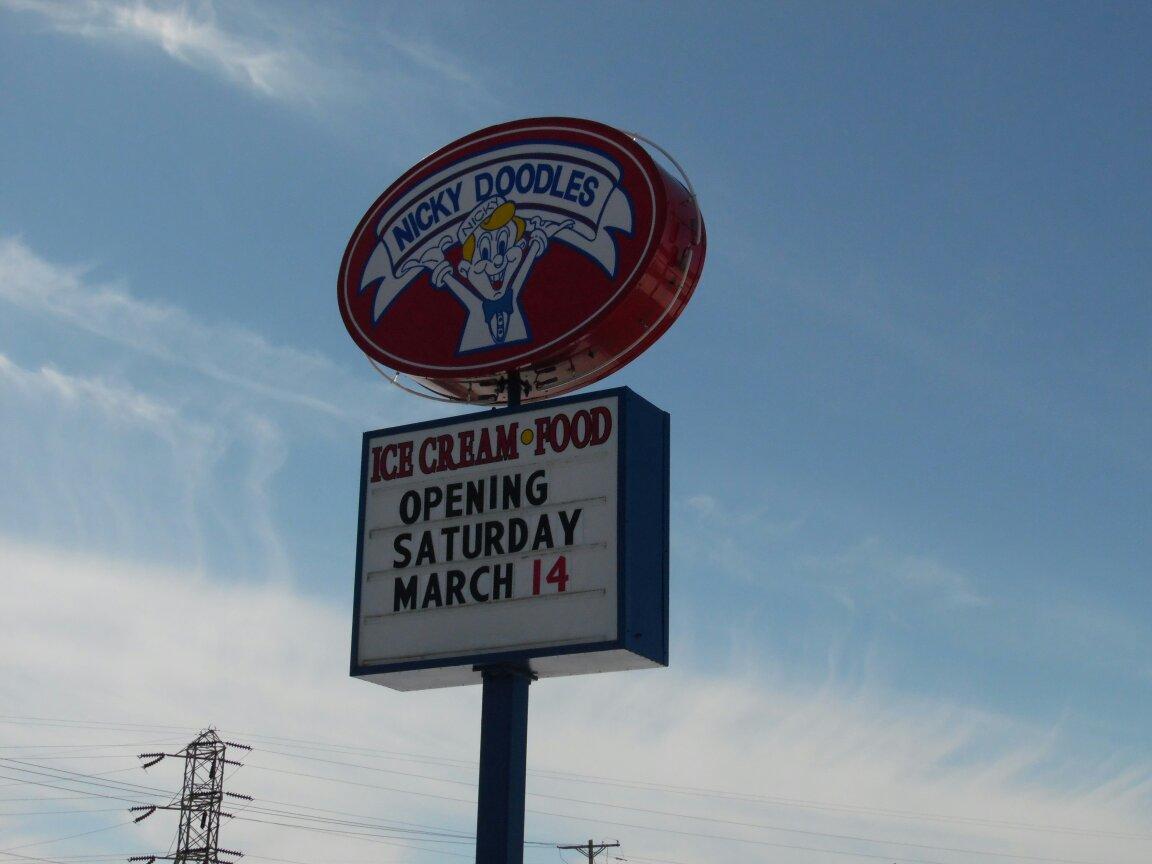 NICKY DOODLES
NICKY
ICE CREAM • FOOD
OPENING
SATURDAY
MARCH 14